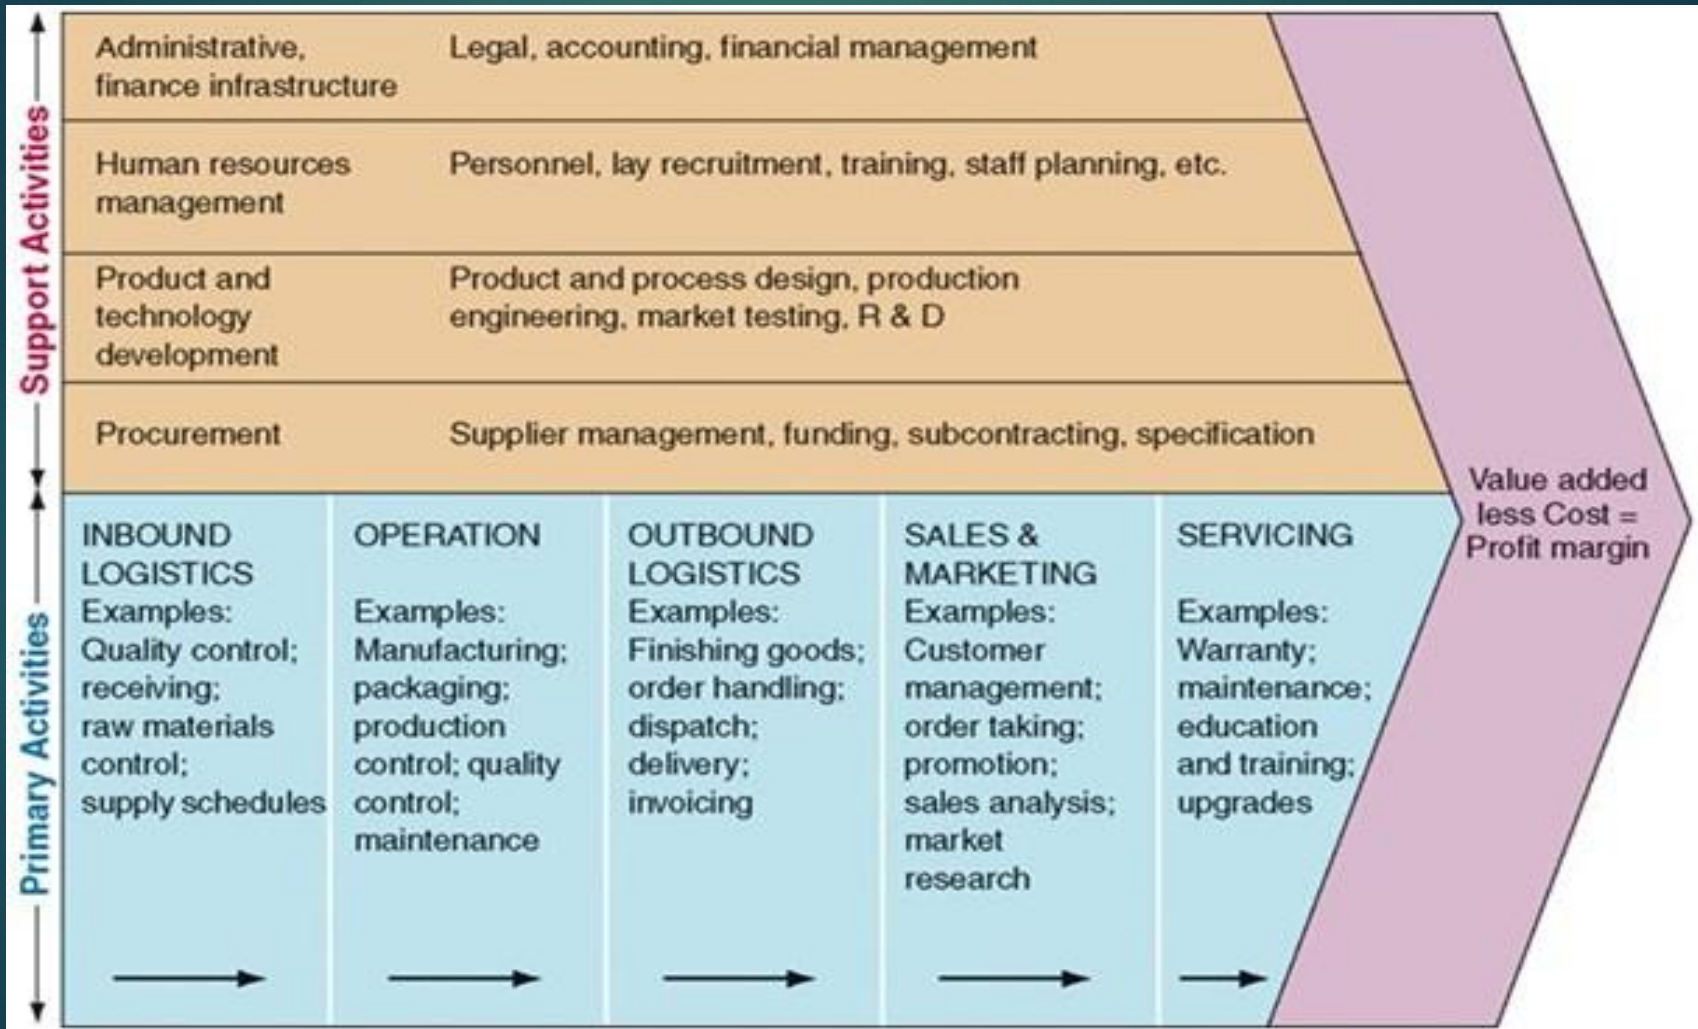 Support Activities
Administrative,
finance infrastructure
Legal, accounting, financial management
Human resources
management
Personnel, lay recruitment, training, staff planning, etc.
Product and
technology
development
Product and process design, production
engineering, market testing, R & D
Procurement
Supplier management, funding, subcontracting, specification
Primary Activities
INBOUND
LOGISTICS
Examples:
Quality control;
receiving;
raw materials
control;
supply schedules
OPERATION
Examples:
Manufacturing;
packaging;
production
control; quality
control;
maintenance
OUTBOUND
LOGISTICS
Examples:
Finishing goods;
order handling;
dispatch;
delivery;
invoicing
SALES &
MARKETING
Examples:
Customer
management;
order taking;
promotion;
sales analysis;
market
research
SERVICING
Examples:
Warranty;
maintenance;
education
and training;
upgrades
Value added
less Cost =
Profit margin